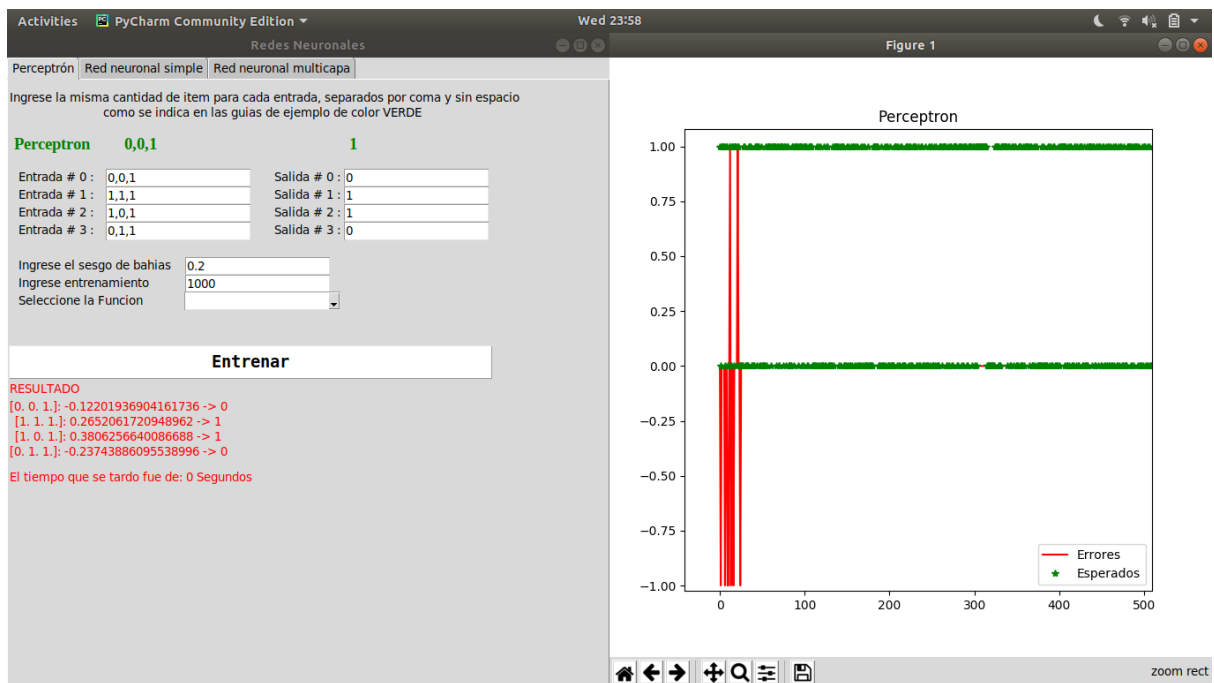 Activities PyCharm Community Edition Wed 23:58
Redes Neuronales
Perceptrón Red neuronal simple Red neuronal multicapa
Ingrese la misma cantidad de item para cada entrada, separados por coma y sin espacio
como se indica en las guias de ejemplo de color VERDE
Perceptron 0,0,1 1
Entrada # 0 : 0,0,1 Salida # 0 : 0
Entrada # 1 : 1,1,1 Salida # 1 : 1
Entrada # 2 : 1,0,1 Salida # 2 : 1
Entrada # 3 : 0,1,1 Salida # 3 : 0
Ingrese el sesgo de bahias 0.2
Ingrese entrenamiento 1000
Seleccione la Funcion
Entrenar
RESULTADO
[0. 0. 1.]: -0.12201936904161736 -> 0
[1. 1. 1.]: 0.2652061720948962 -> 1
[1. 0. 1.]: 0.3806256640086688 -> 1
[0. 1. 1.]: -0.23743886095538996 -> 0
El tiempo que se tardo fue de: 0 Segundos
Figure 1
Perceptron
1.00
0.75
0.50
0.25
0.00
−0.25
−0.50
−0.75
−1.00
0 100 200 300 400 500
Errores
Esperados
zoom rect